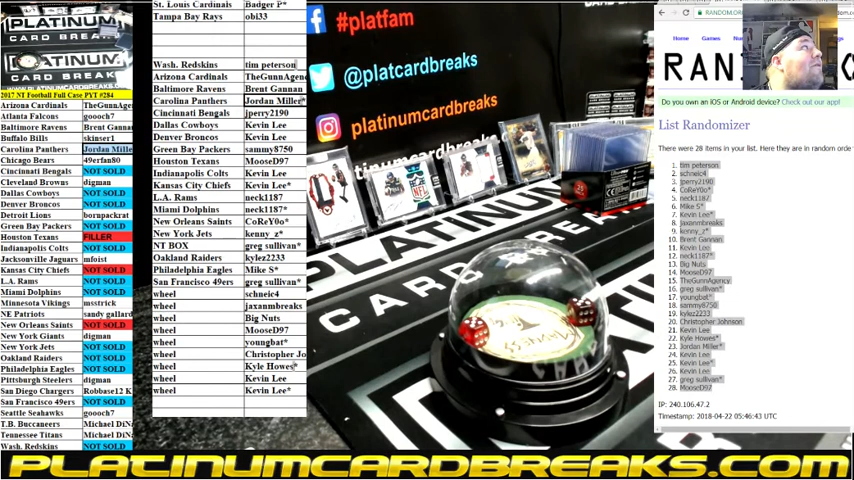 PLATINUM
CARD BREAKS
2017 NT Football Full Case PYT #284
Arizona Cardinals TheGunnAge
Atlanta Falcons goooch7
Baltimore Ravens Brent Ganna
Buffalo Bills skinser1
Carolina Panthers Jordan Mille
Chicago Bears 49erfan80
Cincinnati Bengals NOT SOLD
Cleveland Browns digman
Dallas Cowboys NOT SOLD
Denver Broncos NOT SOLD
Detroit Lions bornpackrat
Green Bay Packers NOT SOLD
Houston Texans FILLER
Indianapolis Colts NOT SOLD
Jacksonville Jaguars mfoist
Kansas City Chiefs NOT SOLD
L.A. Rams NOT SOLD
Miami Dolphins NOT SOLD
Minnesota Vikings msstrick
NE Patriots sandy gallard
New Orleans Saints NOT SOLD
New York Giants digman
New York Jets NOT SOLD
Oakland Raiders NOT SOLD
Philadelphia Eagles NOT SOLD
Pittsburgh Steelers digman
San Diego Chargers Robbase12 K
San Francisco 49ers NOT SOLD
Seattle Seahawks goooch7
T.B. Buccaneers Michael DiNa
Tennessee Titans Michael DiNa
Wash. Redskins NOT SOLD
St. Louis Cardinals Badger P*
Tampa Bay Rays obi33
Wash. Redskins tim peterson
Arizona Cardinals TheGunnAgen
Baltimore Ravens Brent Gannan
Carolina Panthers Jordan Miller*
Cincinnati Bengals jperry2190
Dallas Cowboys Kevin Lee
Denver Broncos Kevin Lee
Green Bay Packers sammy8750
Houston Texans MooseD97
Indianapolis Colts Kevin Lee
Kansas City Chiefs Kevin Lee*
L.A. Rams neck1187
Miami Dolphins neck1187*
New Orleans Saints CoReY0o*
New York Jets kenny_z*
NT BOX greg sullivan*
Oakland Raiders kylez2233
Philadelphia Eagles Mike S*
San Francisco 49ers greg sullivan*
wheel schneic4
wheel jaxanmbreaks
wheel Big Nuts
wheel MooseD97
wheel youngbat*
wheel Christopher Jo
wheel Kyle Howes*
wheel Kevin Lee
wheel Kevin Lee*
#platfam
@platcardbreaks
platinumcardbreaks
PLATINUM
CARD BREAKS
RANDOM.OR
Home Games Nu
RAN
Do you own an iOS or Android device? Check out our app!
List Randomizer
There were 28 items in your list. Here they are in random orde
1. tim peterson
2. schneic4
3. jperry2190
4. CoReY0o*
5. neck1187
6. Mike S*
7. Kevin Lee*
8. jaxanmbreaks
9. kenny_z*
10. Brent Gannan
11. Kevin Lee
12. neck1187*
13. Big Nuts
14. MooseD97
15. TheGunnAgency
16. greg sullivan*
17. youngbat*
18. sammy8750
19. kylez2233
20. Christopher Johnson
21. Kevin Lee
22. Kyle Howes*
23. Jordan Miller*
24. Kevin Lee
25. Kevin Lee
26. Kevin Lee*
27. greg sullivan*
28. MooseD97
IP: 240.106.47.2
Timestamp: 2018-04-22 05:46:43 UTC
PLATINUMCARDBREAKS.COM